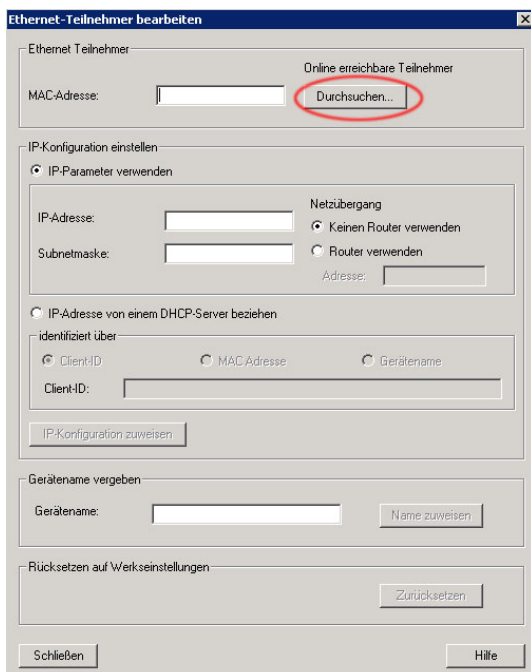 Ethernet-Teilnehmer bearbeiten
Ethernet Teilnehmer
Online erreichbare Teilnehmer
MAC-Adresse:
Durchsuchen...
IP-Konfiguration einstellen
IP-Parameter verwenden
Netzübergang
IP-Adresse:
Keinen Router verwenden
Subnetmaske:
Router verwenden
Adresse:
IP-Adresse von einem DHCP-Server beziehen
identifiziert über
Client-ID
MAC Adresse
Gerätename
Client-ID:
IP-Konfiguration zuweisen
Gerätename vergeben
Gerätename:
Name zuweisen
Rücksetzen auf Werkseinstellungen
Zurücksetzen
Schließen
Hilfe